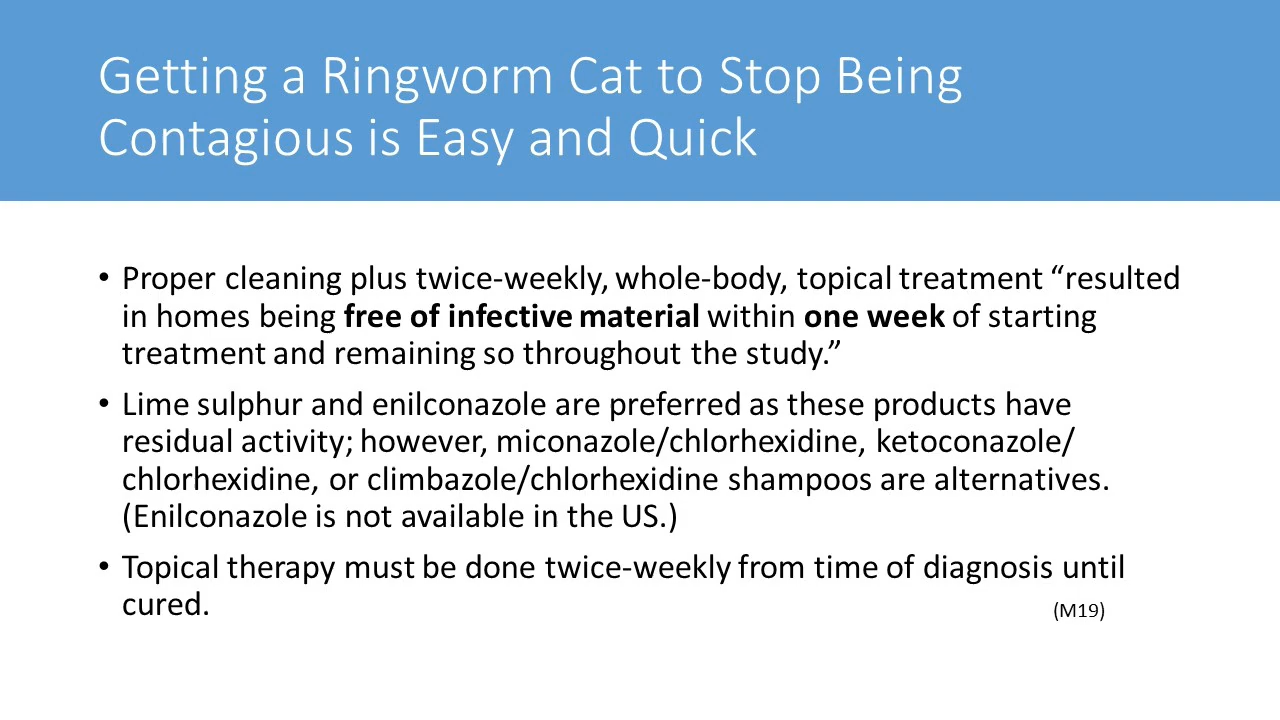 Getting a Ringworm Cat to Stop Being
Contagious is Easy and Quick
• Proper cleaning plus twice-weekly, whole-body, topical treatment “resulted
in homes being free of infective material within one week of starting
treatment and remaining so throughout the study.”
• Lime sulphur and enilconazole are preferred as these products have
residual activity; however, miconazole/chlorhexidine, ketoconazole/
chlorhexidine, or climbazole/chlorhexidine shampoos are alternatives.
(Enilconazole is not available in the US.)
• Topical therapy must be done twice-weekly from time of diagnosis until
cured. (M19)